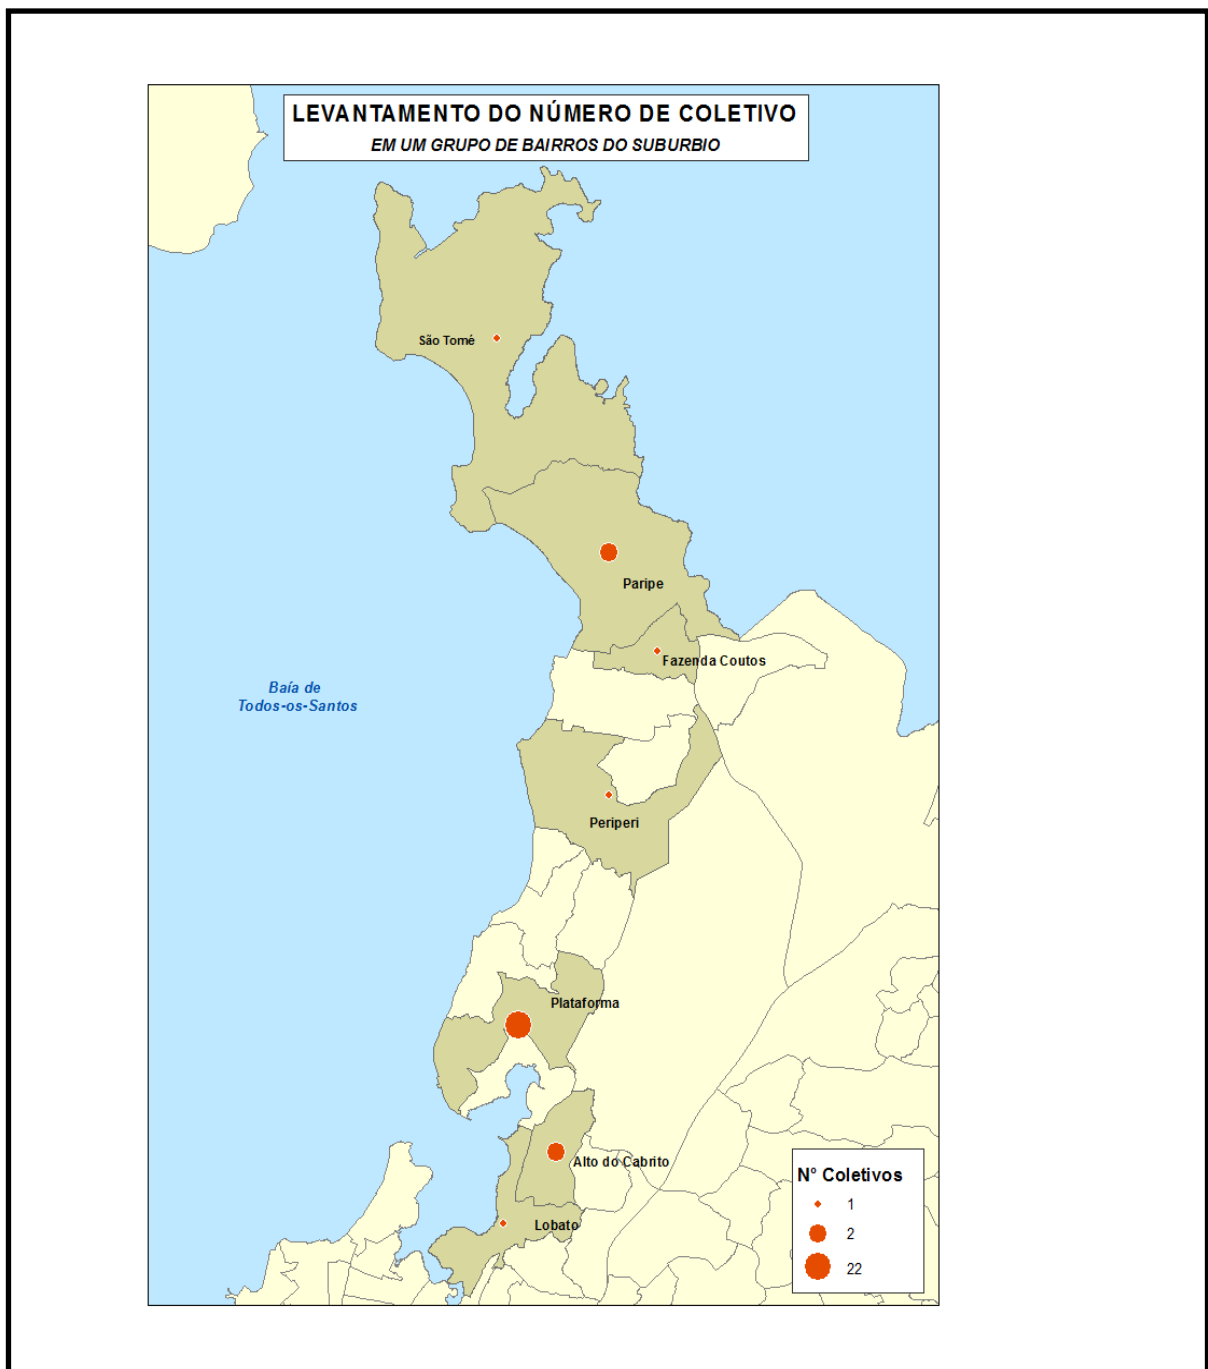 LEVANTAMENTO DO NÚMERO DE COLETIVO
EM UM GRUPO DE BAIRROS DO SUBURBIO
São Tomé
Paripe
Fazenda Coutos
Baía de
Todos-os-Santos
Periperi
Plataforma
Alto do Cabrito
Lobato
N° Coletivos
1
2
22